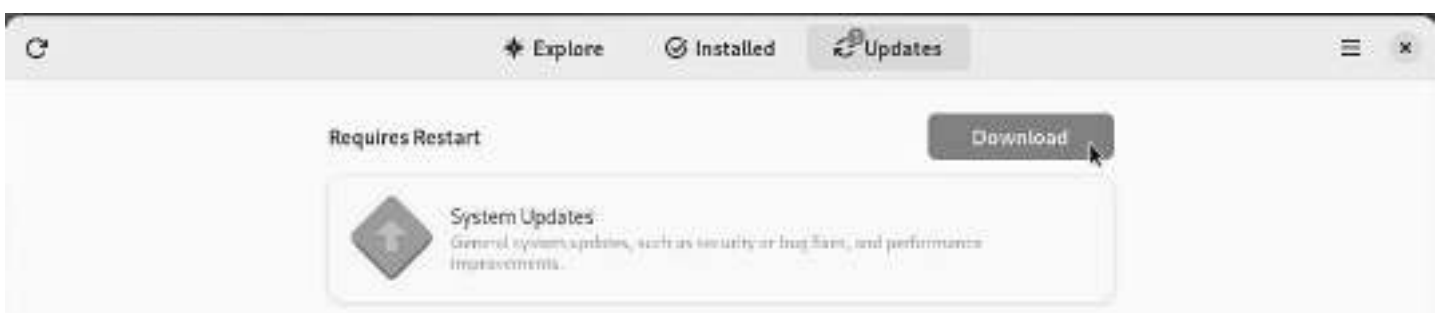 Explore Installed Updates
Requires Restart Download
System Updates
General system updates, such as security or bug fixes, and performance
improvements.